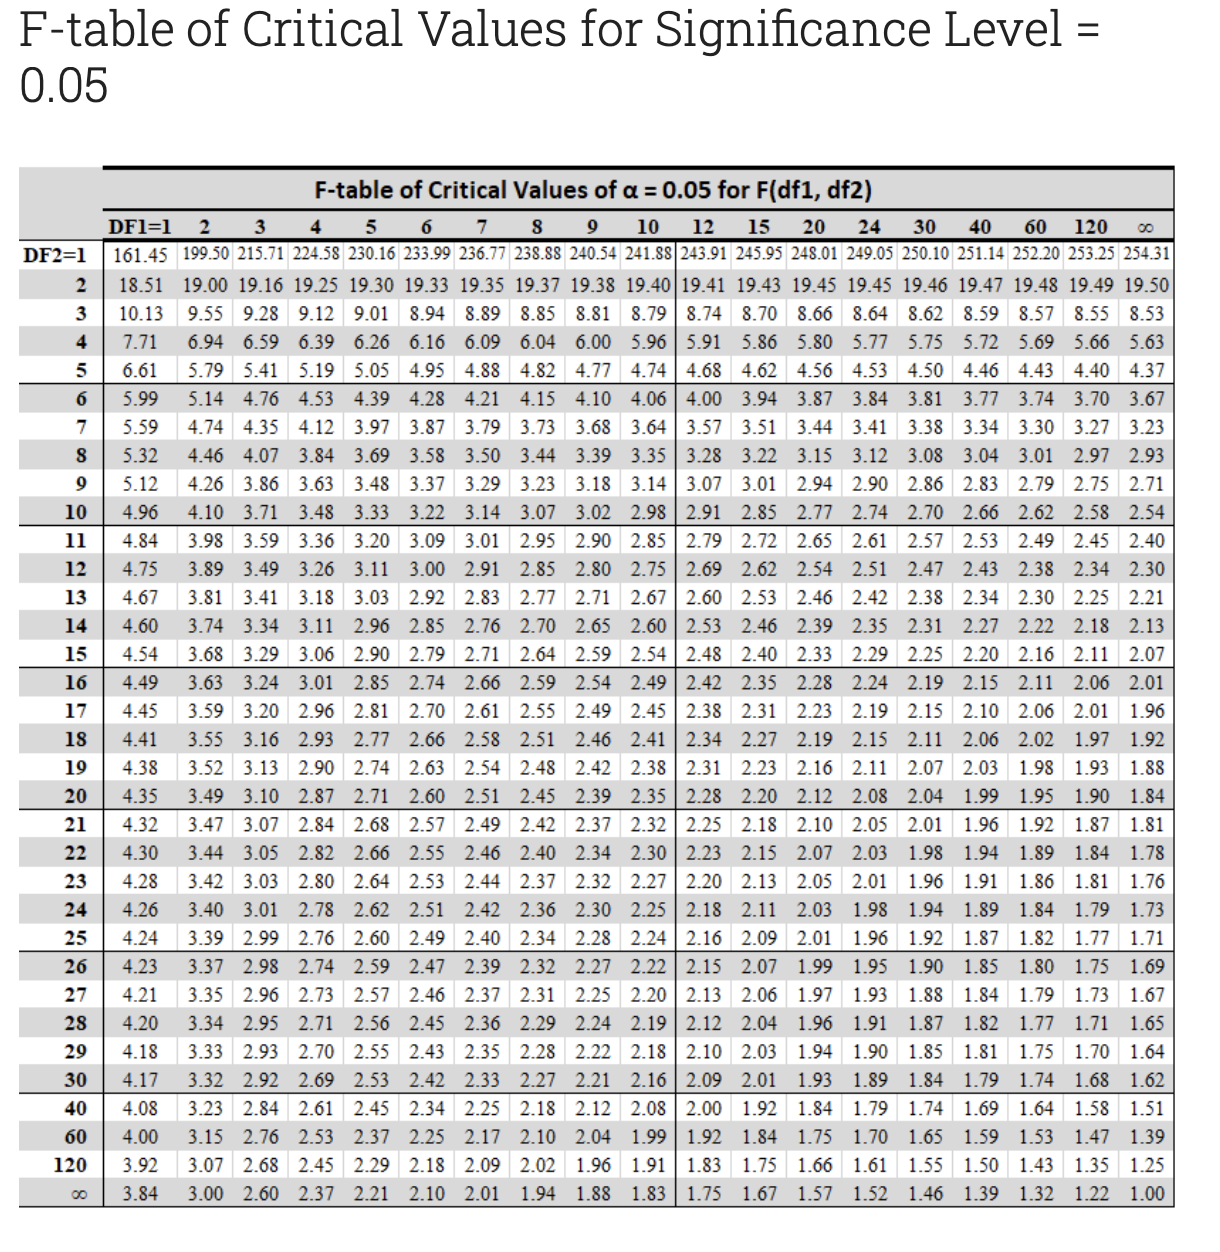 F-table of Critical Values for Significance Level =
0.05
F-table of Critical Values of α = 0.05 for F(df1, df2)
DF1=1 2 3 4 5 6 7 8 9 10 12 15 20 24 30 40 60 120 ∞
DF2=1 161.45 199.50 215.71 224.58 230.16 233.99 236.77 238.88 240.54 241.88 243.91 245.95 248.01 249.05 250.10 251.14 252.20 253.25 254.31
2 18.51 19.00 19.16 19.25 19.30 19.33 19.35 19.37 19.38 19.40 19.41 19.43 19.45 19.45 19.46 19.47 19.48 19.49 19.50
3 10.13 9.55 9.28 9.12 9.01 8.94 8.89 8.85 8.81 8.79 8.74 8.70 8.66 8.64 8.62 8.59 8.57 8.55 8.53
4 7.71 6.94 6.59 6.39 6.26 6.16 6.09 6.04 6.00 5.96 5.91 5.86 5.80 5.77 5.75 5.72 5.69 5.66 5.63
5 6.61 5.79 5.41 5.19 5.05 4.95 4.88 4.82 4.77 4.74 4.68 4.62 4.56 4.53 4.50 4.46 4.43 4.40 4.37
6 5.99 5.14 4.76 4.53 4.39 4.28 4.21 4.15 4.10 4.06 4.00 3.94 3.87 3.84 3.81 3.77 3.74 3.70 3.67
7 5.59 4.74 4.35 4.12 3.97 3.87 3.79 3.73 3.68 3.64 3.57 3.51 3.44 3.41 3.38 3.34 3.30 3.27 3.23
8 5.32 4.46 4.07 3.84 3.69 3.58 3.50 3.44 3.39 3.35 3.28 3.22 3.15 3.12 3.08 3.04 3.01 2.97 2.93
9 5.12 4.26 3.86 3.63 3.48 3.37 3.29 3.23 3.18 3.14 3.07 3.01 2.94 2.90 2.86 2.83 2.79 2.75 2.71
10 4.96 4.10 3.71 3.48 3.33 3.22 3.14 3.07 3.02 2.98 2.91 2.85 2.77 2.74 2.70 2.66 2.62 2.58 2.54
11 4.84 3.98 3.59 3.36 3.20 3.09 3.01 2.95 2.90 2.85 2.79 2.72 2.65 2.61 2.57 2.53 2.49 2.45 2.40
12 4.75 3.89 3.49 3.26 3.11 3.00 2.91 2.85 2.80 2.75 2.69 2.62 2.54 2.51 2.47 2.43 2.38 2.34 2.30
13 4.67 3.81 3.41 3.18 3.03 2.92 2.83 2.77 2.71 2.67 2.60 2.53 2.46 2.42 2.38 2.34 2.30 2.25 2.21
14 4.60 3.74 3.34 3.11 2.96 2.85 2.76 2.70 2.65 2.60 2.53 2.46 2.39 2.35 2.31 2.27 2.22 2.18 2.13
15 4.54 3.68 3.29 3.06 2.90 2.79 2.71 2.64 2.59 2.54 2.48 2.40 2.33 2.29 2.25 2.20 2.16 2.11 2.07
16 4.49 3.63 3.24 3.01 2.85 2.74 2.66 2.59 2.54 2.49 2.42 2.35 2.28 2.24 2.19 2.15 2.11 2.06 2.01
17 4.45 3.59 3.20 2.96 2.81 2.70 2.61 2.55 2.49 2.45 2.38 2.31 2.23 2.19 2.15 2.10 2.06 2.01 1.96
18 4.41 3.55 3.16 2.93 2.77 2.66 2.58 2.51 2.46 2.41 2.34 2.27 2.19 2.15 2.11 2.06 2.02 1.97 1.92
19 4.38 3.52 3.13 2.90 2.74 2.63 2.54 2.48 2.42 2.38 2.31 2.23 2.16 2.11 2.07 2.03 1.98 1.93 1.88
20 4.35 3.49 3.10 2.87 2.71 2.60 2.51 2.45 2.39 2.35 2.28 2.20 2.12 2.08 2.04 1.99 1.95 1.90 1.84
21 4.32 3.47 3.07 2.84 2.68 2.57 2.49 2.42 2.37 2.32 2.25 2.18 2.10 2.05 2.01 1.96 1.92 1.87 1.81
22 4.30 3.44 3.05 2.82 2.66 2.55 2.46 2.40 2.34 2.30 2.23 2.15 2.07 2.03 1.98 1.94 1.89 1.84 1.78
23 4.28 3.42 3.03 2.80 2.64 2.53 2.44 2.37 2.32 2.27 2.20 2.13 2.05 2.01 1.96 1.91 1.86 1.81 1.76
24 4.26 3.40 3.01 2.78 2.62 2.51 2.42 2.36 2.30 2.25 2.18 2.11 2.03 1.98 1.94 1.89 1.84 1.79 1.73
25 4.24 3.39 2.99 2.76 2.60 2.49 2.40 2.34 2.28 2.24 2.16 2.09 2.01 1.96 1.92 1.87 1.82 1.77 1.71
26 4.23 3.37 2.98 2.74 2.59 2.47 2.39 2.32 2.27 2.22 2.15 2.07 1.99 1.95 1.90 1.85 1.80 1.75 1.69
27 4.21 3.35 2.96 2.73 2.57 2.46 2.37 2.31 2.25 2.20 2.13 2.06 1.97 1.93 1.88 1.84 1.79 1.73 1.67
28 4.20 3.34 2.95 2.71 2.56 2.45 2.36 2.29 2.24 2.19 2.12 2.04 1.96 1.91 1.87 1.82 1.77 1.71 1.65
29 4.18 3.33 2.93 2.70 2.55 2.43 2.35 2.28 2.22 2.18 2.10 2.03 1.94 1.90 1.85 1.81 1.75 1.70 1.64
30 4.17 3.32 2.92 2.69 2.53 2.42 2.33 2.27 2.21 2.16 2.09 2.01 1.93 1.89 1.84 1.79 1.74 1.68 1.62
40 4.08 3.23 2.84 2.61 2.45 2.34 2.25 2.18 2.12 2.08 2.00 1.92 1.84 1.79 1.74 1.69 1.64 1.58 1.51
60 4.00 3.15 2.76 2.53 2.37 2.25 2.17 2.10 2.04 1.99 1.92 1.84 1.75 1.70 1.65 1.59 1.53 1.47 1.39
120 3.92 3.07 2.68 2.45 2.29 2.18 2.09 2.02 1.96 1.91 1.83 1.75 1.66 1.61 1.55 1.50 1.43 1.35 1.25
∞ 3.84 3.00 2.60 2.37 2.21 2.10 2.01 1.94 1.88 1.83 1.75 1.67 1.57 1.52 1.46 1.39 1.32 1.22 1.00